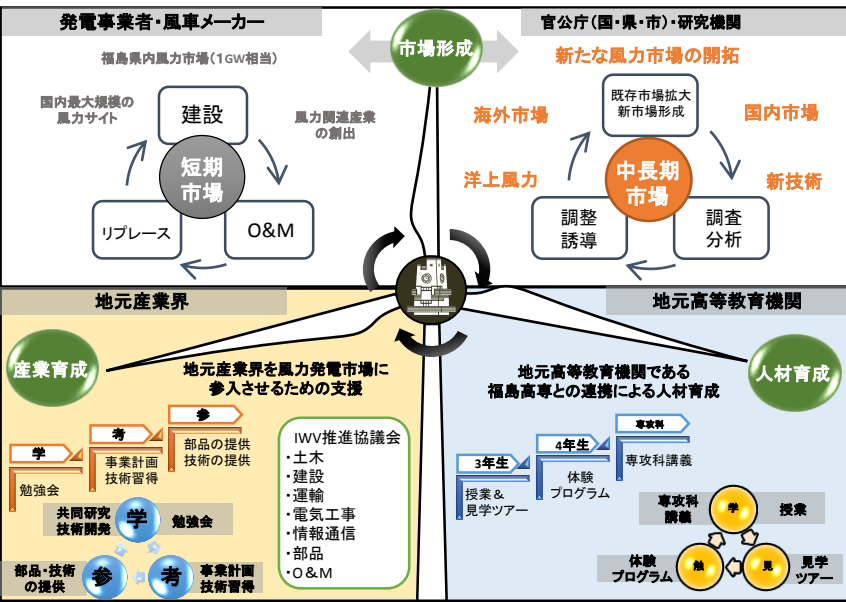 発電事業者・風車メーカー
市場形成
官公庁(国・県・市)・研究機関
福島県内風力市場(1GW相当)
国内最大規模の
風力サイト
建設
風力関連産業
の創出
短期
市場
リプレース
O&M
新たな風力市場の開拓
海外市場
既存市場拡大
新市場形成
国内市場
洋上風力
中長期
市場
新技術
調整
誘導
調査
分析
地元産業界
産業育成
地元産業界を風力発電市場に
参入させるための支援
学
勉強会
考
事業計画
技術習得
参
部品の提供
技術の提供
IWV推進協議会
・土木
・建設
・運輸
・電気工事
・情報通信
・部品
・O&M
共同研究
技術開発
学
勉強会
部品・技術
の提供
参
考
事業計画
技術習得
地元高等教育機関
人材育成
地元高等教育機関である
福島高専との連携による人材育成
3年生
授業&
見学ツアー
4年生
体験
プログラム
専攻科
専攻科講義
専攻科
講義
学
授業
体験
プログラム
触
見
見学
ツアー